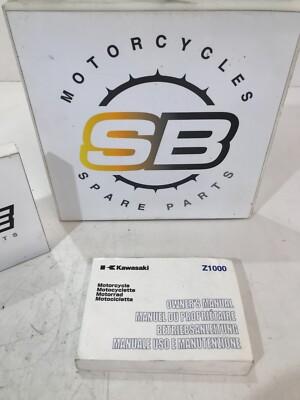 MOTORCYCLES
SB
SPARE PARTS
B
PARTS
Kawasaki
Z1000
Motorcycle
Motocyclette
Motorrad
Motocicletta
OWNER'S MANUAL
MANUEL DU PROPRIÉTAIRE
BETRIEBSANLEITUNG
MANUALE USO E MANUTENZIONE